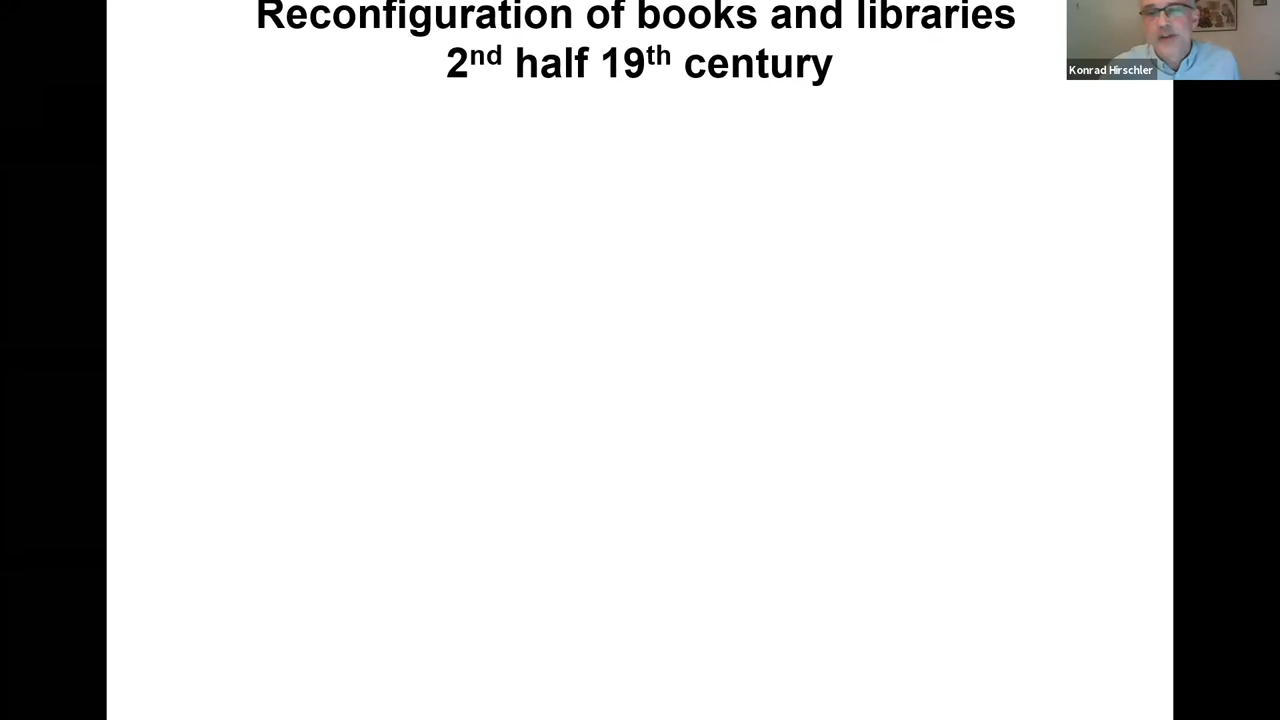 Reconfiguration of books and libraries
2nd half 19th century
Konrad Hirschler